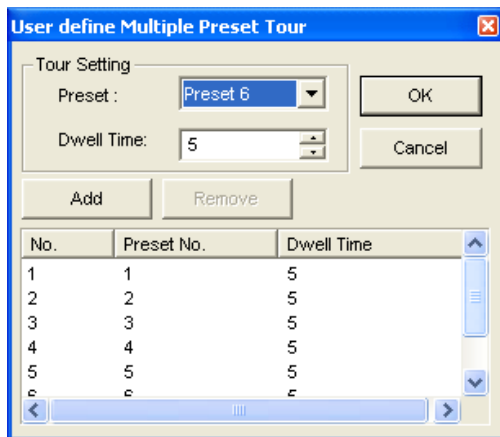 User define Multiple Preset Tour
Tour Setting
Preset : Preset 6
OK
Dwell Time: 5
Cancel
Add Remove
No. Preset No. Dwell Time
1 1 5
2 2 5
3 3 5
4 4 5
5 5 5